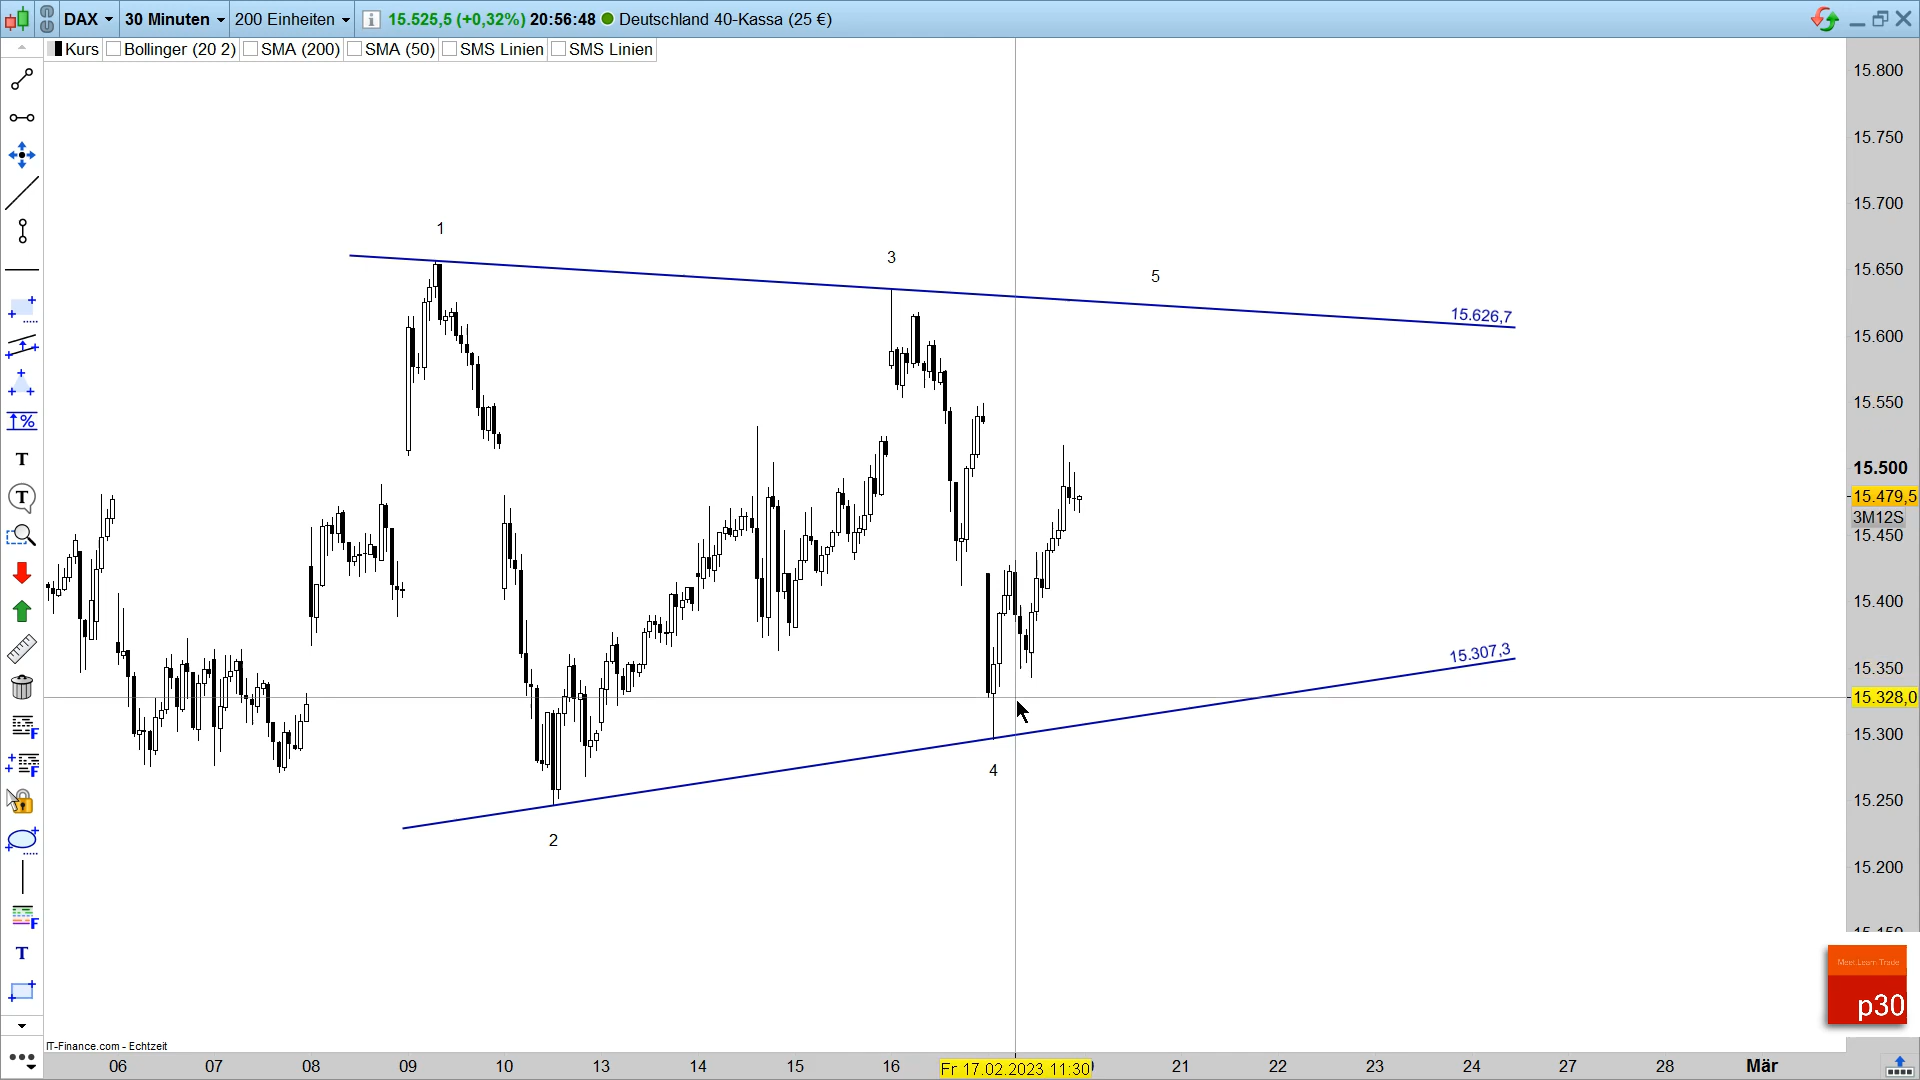 DAX 30 Minuten 200 Einheiten i 15.525,5 (+0,32%) 20:56:48 Deutschland 40-Kassa (25 €)
Kurs Bollinger (20 2) SMA (200) SMA (50) SMS Linien SMS Linien
15.800
15.750
15.700
1
3
15.650
5
15.626,7
15.600
15.550
%
T
15.500
T
15.479,5
3M12S
15.450
15.400
15.307,3
15.350
15.328,0
F
15.300
F
4
15.250
2
15.200
F
T
Meet Learn Trade
p30
IT-Finance.com - Echtzeit
06 07 08 09 10 13 14 15 16 Fr 17.02.2023 11:30 21 22 23 24 27 28 Mär